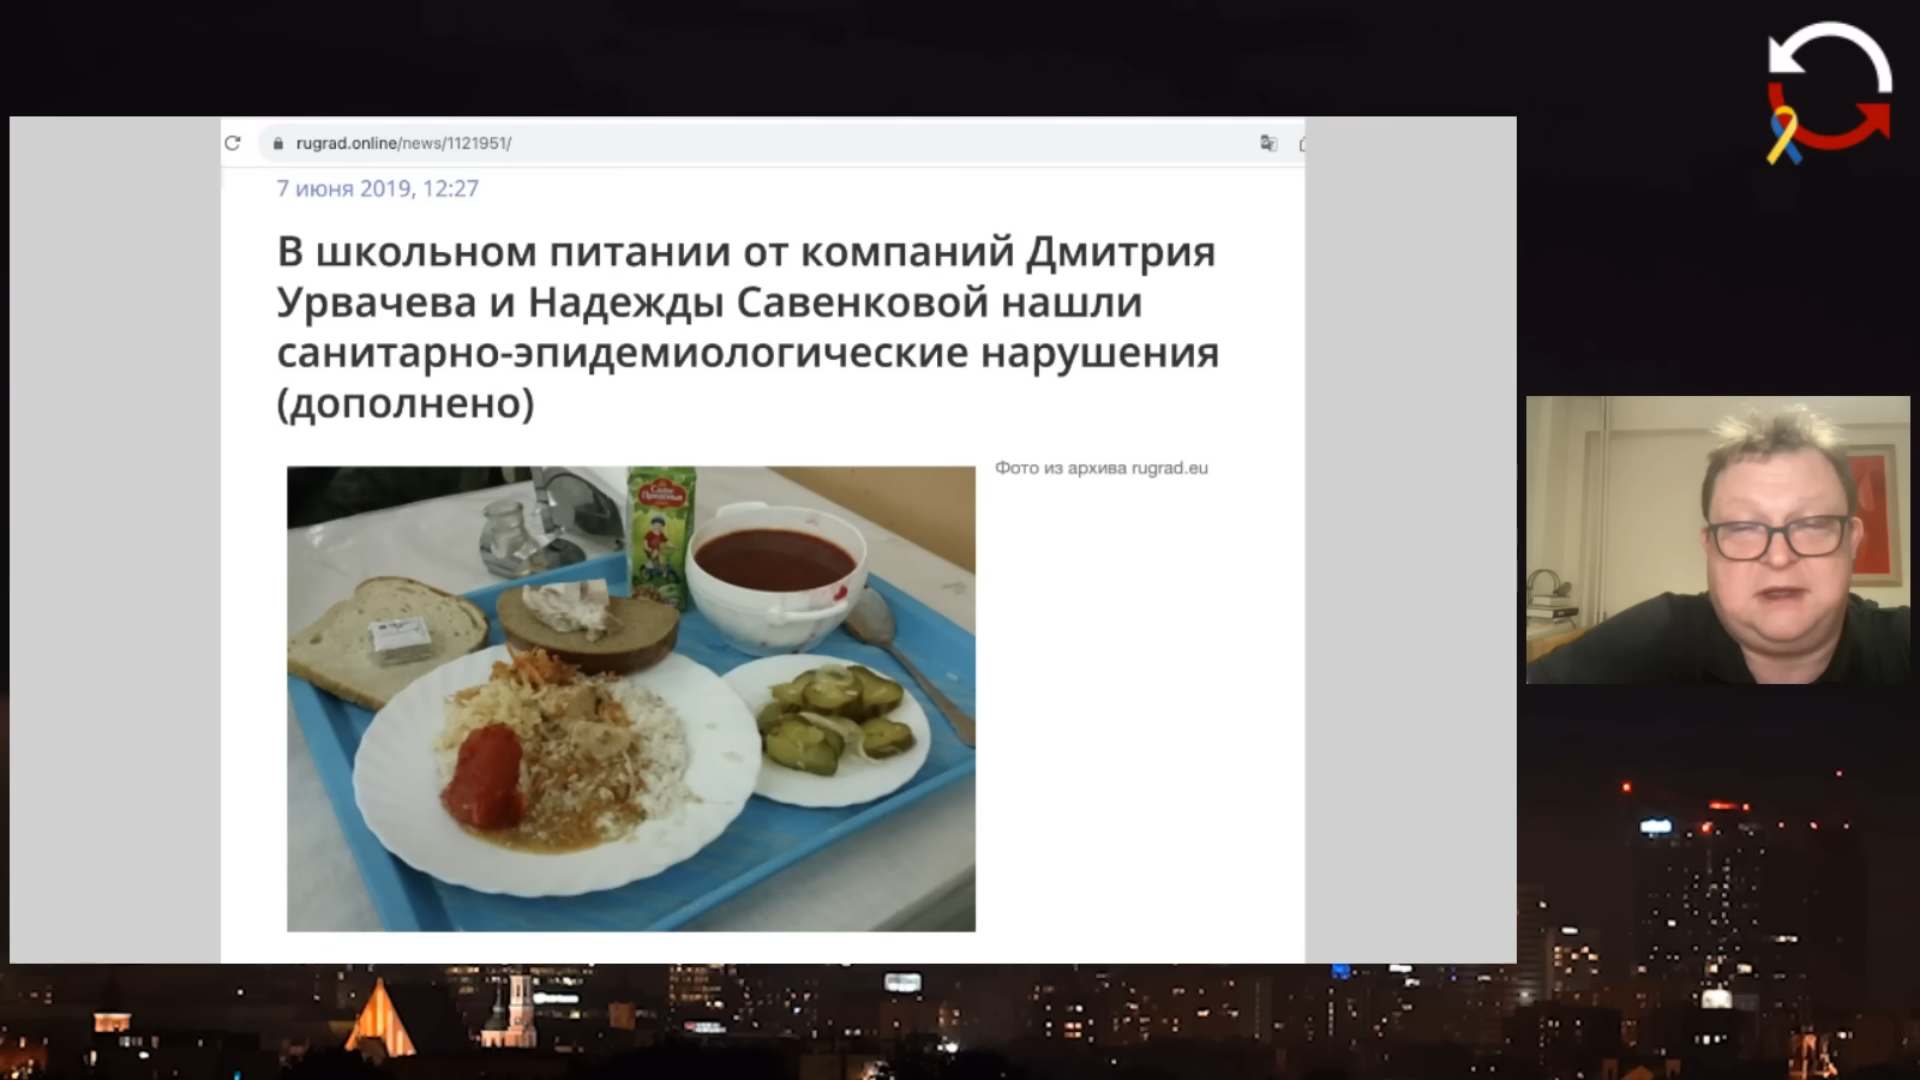 rugrad.online/news/1121951/
7 июня 2019, 12:27
В школьном питании от компаний Дмитрия
Урвачева и Надежды Савенковой нашли
санитарно-эпидемиологические нарушения
(дополнено)
Фото из архива rugrad.eu